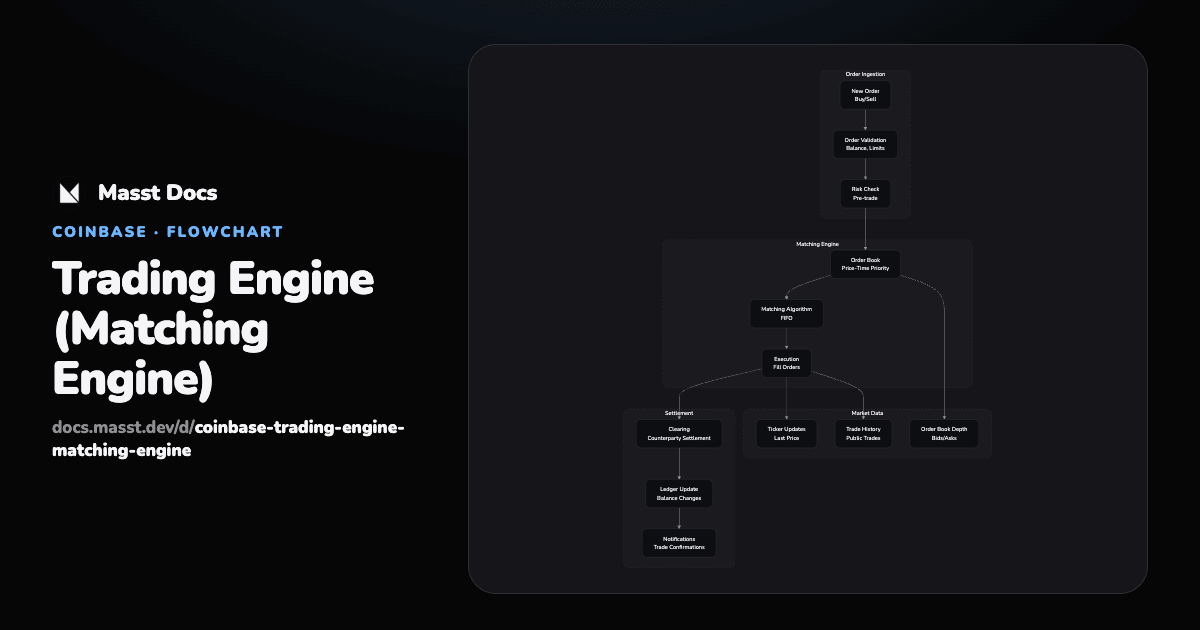 Masst Docs
COINBASE · FLOWCHART
Trading Engine
(Matching
Engine)
docs.masst.dev/d/coinbase-trading-engine-
matching-engine
Order Ingestion
New Order
Buy/Sell
Order Validation
Balance, Limits
Risk Check
Pre-trade
Matching Engine
Order Book
Price-Time Priority
Matching Algorithm
FIFO
Execution
Fill Orders
Settlement
Clearing
Counterparty Settlement
Ledger Update
Balance Changes
Notifications
Trade Confirmations
Market Data
Ticker Updates
Last Price
Trade History
Public Trades
Order Book Depth
Bids/Asks